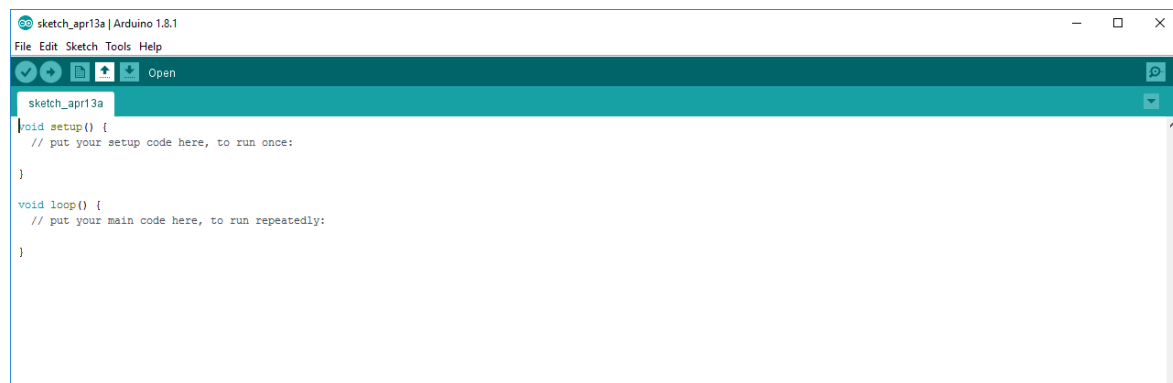 sketch_apr13a | Arduino 1.8.1
File Edit Sketch Tools Help
Open
sketch_apr13a
void setup() {
  // put your setup code here, to run once:
}
void loop() {
  // put your main code here, to run repeatedly:
}